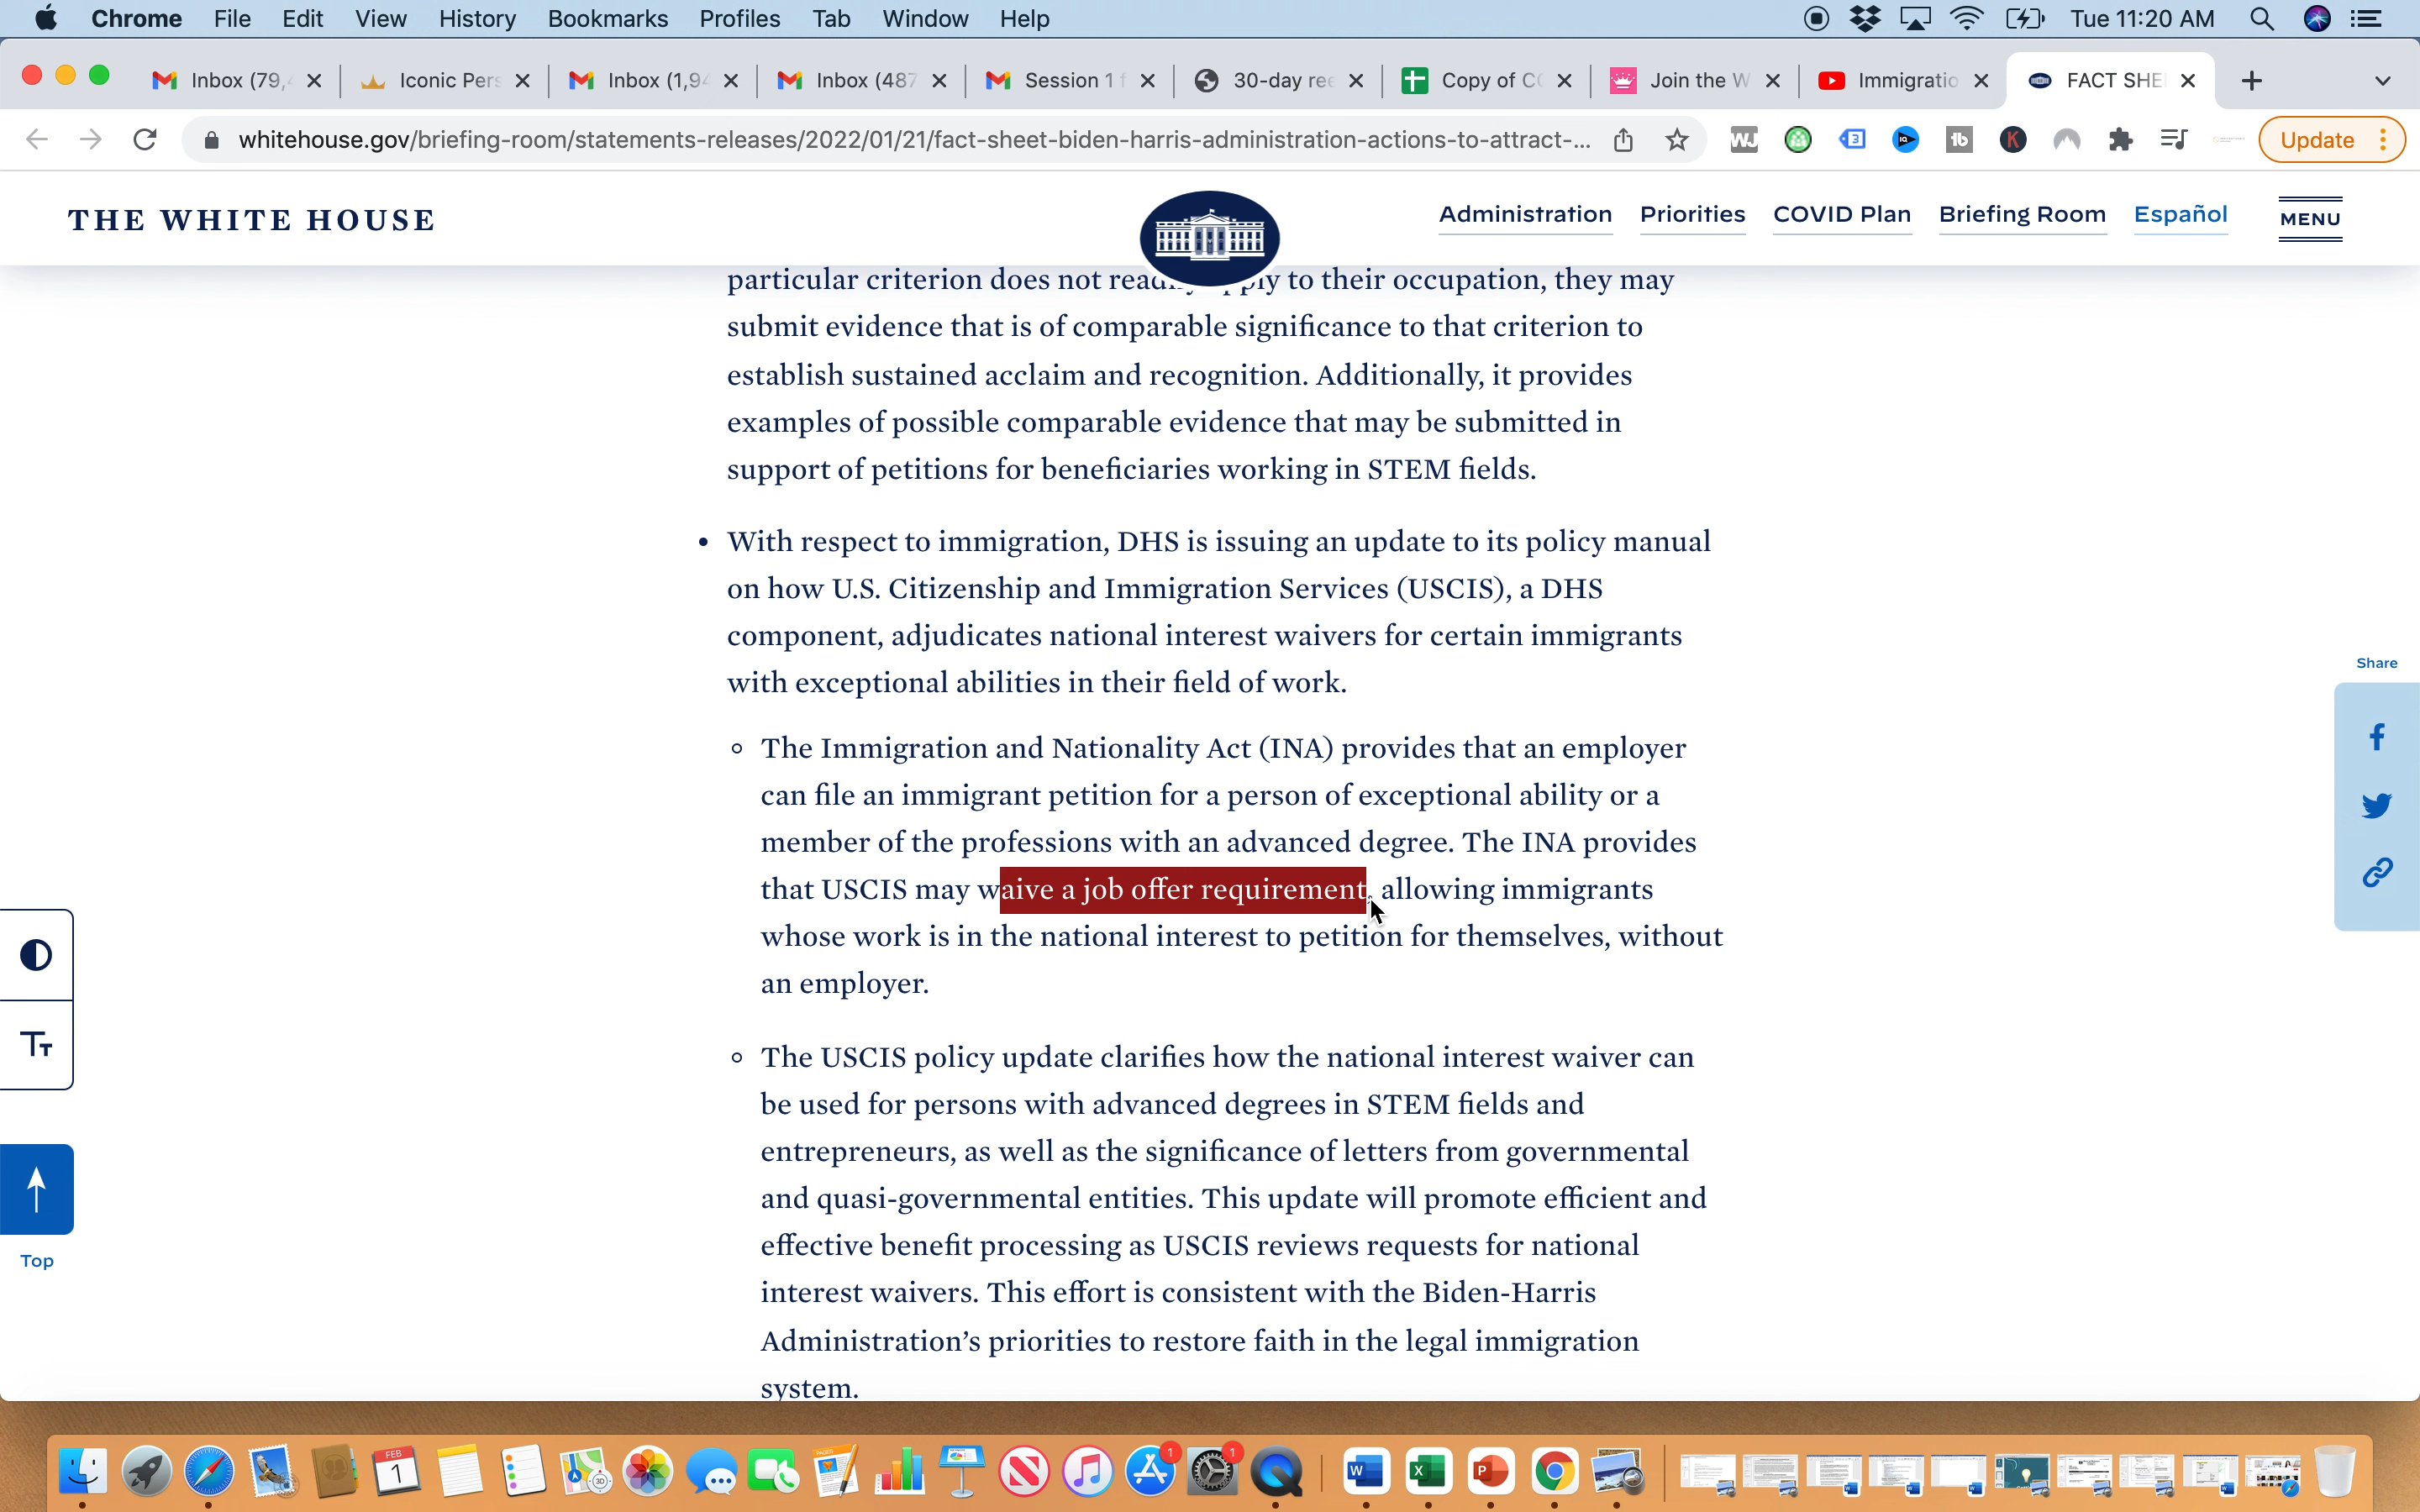 Chrome File Edit View History Bookmarks Profiles Tab Window Help Tue 11:20 AM
Inbox (79, Iconic Pers Inbox (1,94 Inbox (487 Session 1 f 30-day ree Copy of CC Join the W Immigratio FACT SHE
whitehouse.gov/briefing-room/statements-releases/2022/01/21/fact-sheet-biden-harris-administration-actions-to-attract-... Update
THE WHITE HOUSE Administration Priorities COVID Plan Briefing Room Español MENU
particular criterion does not to their occupation, they may
submit evidence that is of comparable significance to that criterion to
establish sustained acclaim and recognition. Additionally, it provides
examples of possible comparable evidence that may be submitted in
support of petitions for beneficiaries working in STEM fields.
• With respect to immigration, DHS is issuing an update to its policy manual
on how U.S. Citizenship and Immigration Services (USCIS), a DHS
component, adjudicates national interest waivers for certain immigrants
with exceptional abilities in their field of work.
Share
The Immigration and Nationality Act (INA) provides that an employer
can file an immigrant petition for a person of exceptional ability or a
member of the professions with an advanced degree. The INA provides
that USCIS may waive a job offer requirement, allowing immigrants
whose work is in the national interest to petition for themselves, without
an employer.
The USCIS policy update clarifies how the national interest waiver can
be used for persons with advanced degrees in STEM fields and
entrepreneurs, as well as the significance of letters from governmental
and quasi-governmental entities. This update will promote efficient and
effective benefit processing as USCIS reviews requests for national
interest waivers. This effort is consistent with the Biden-Harris
Administration's priorities to restore faith in the legal immigration
system.
Tт
Top
FEB
1